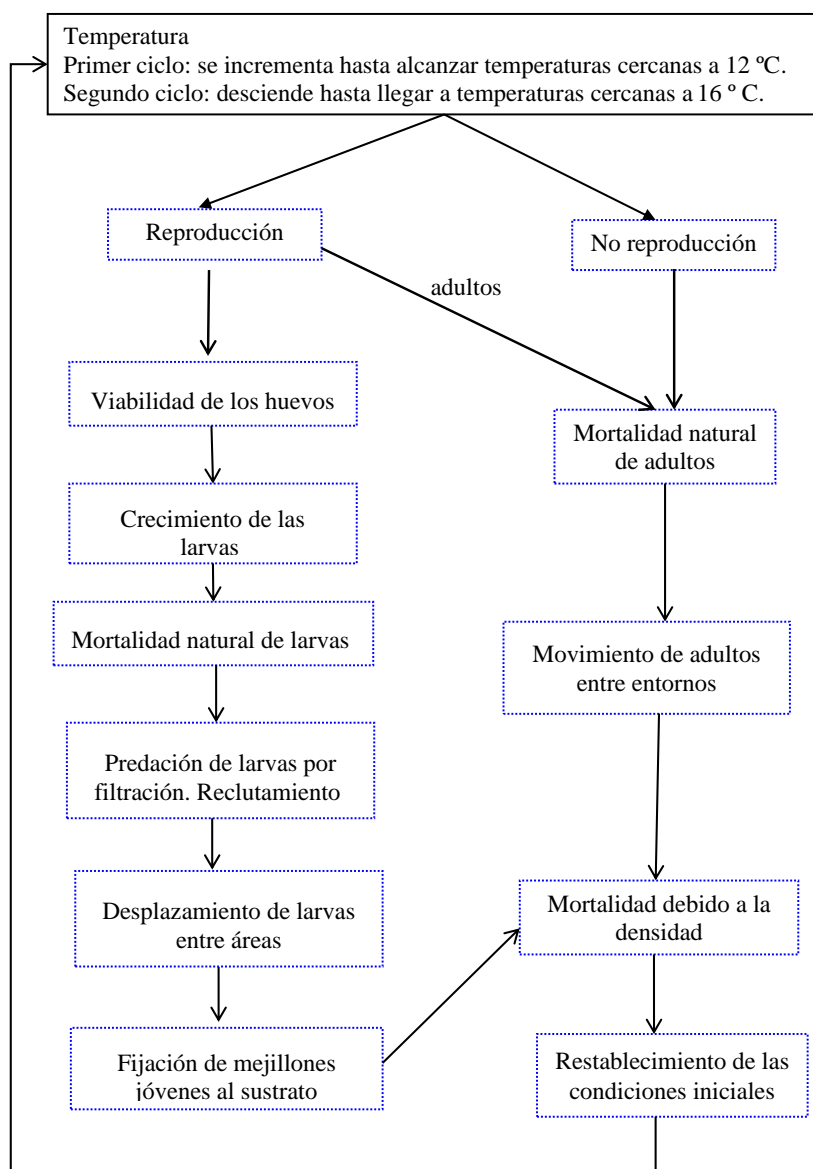 Temperatura
Primer ciclo: se incrementa hasta alcanzar temperaturas cercanas a 12 ºC.
Segundo ciclo: desciende hasta llegar a temperaturas cercanas a 16 º C.
Reproducción
No reproducción
adultos
Viabilidad de los huevos
Mortalidad natural
de adultos
Crecimiento de las
larvas
Mortalidad natural de larvas
Movimiento de adultos
entre entornos
Predación de larvas por
filtración. Reclutamiento
Desplazamiento de larvas
entre áreas
Mortalidad debido a la
densidad
Fijación de mejillones
jóvenes al sustrato
Restablecimiento de las
condiciones iniciales